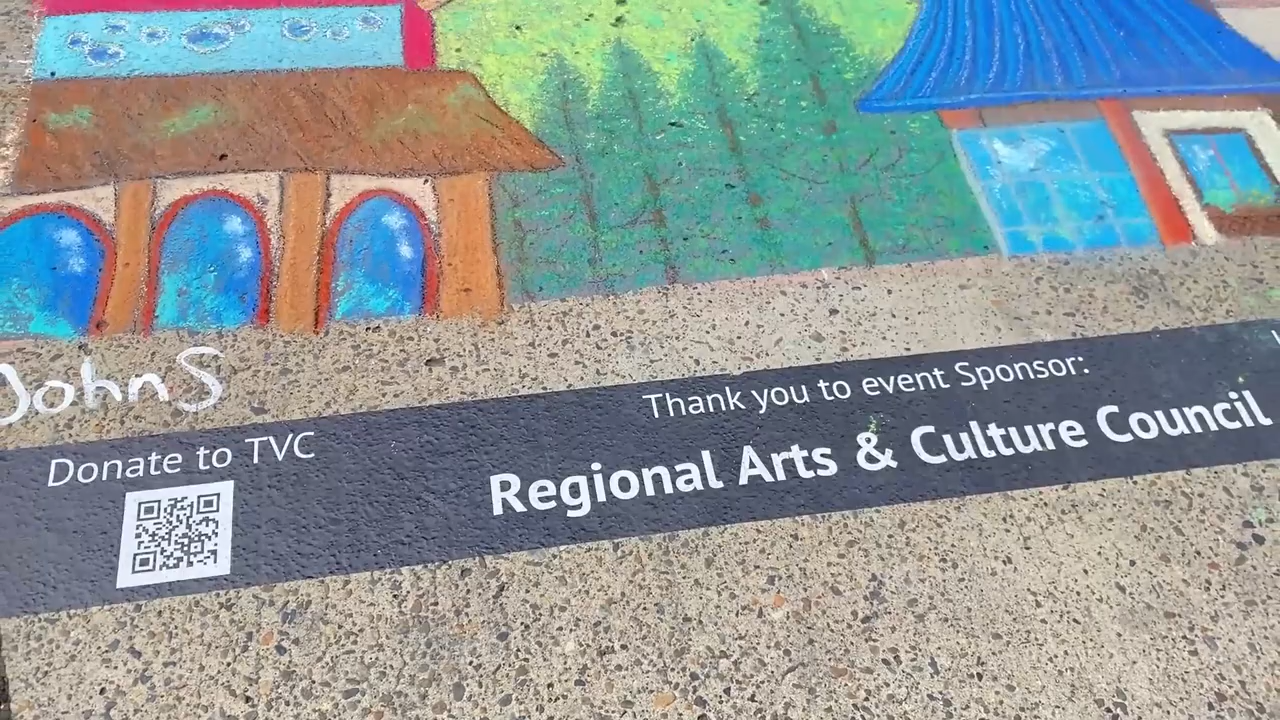 JohnS
Donate to TVC
Thank you to event Sponsor:
Regional Arts & Culture Council